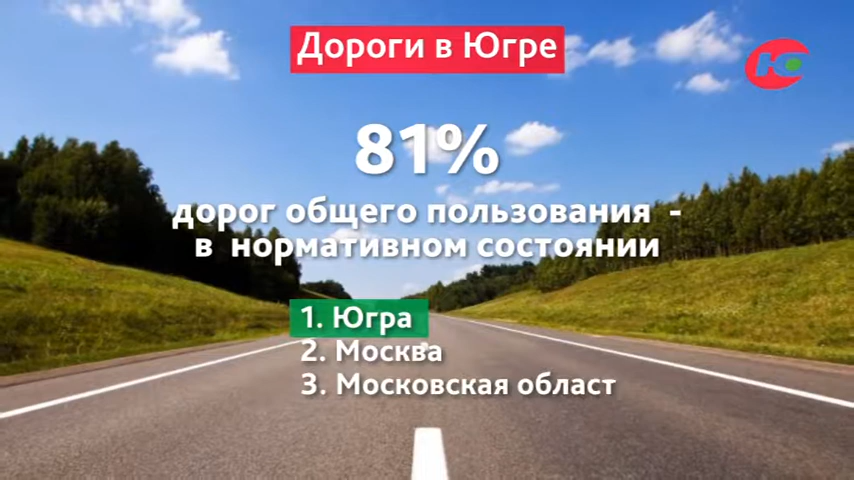 Дороги в Югре
Ю
81%
дорог общего пользования -
в нормативном состоянии
1. Югра
2. Москва
3. Московская област